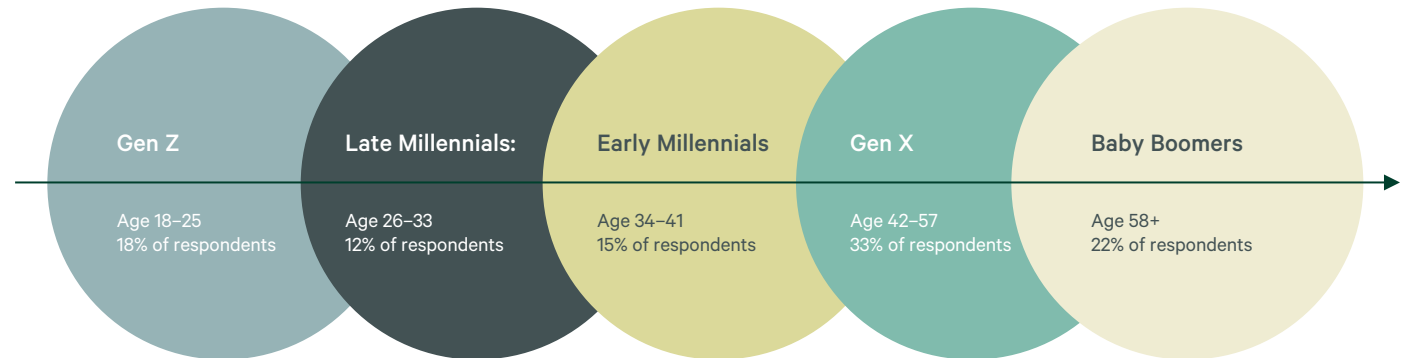 Gen Z
Age 18–25
18% of respondents
Late Millennials:
Age 26–33
12% of respondents
Early Millennials
Age 34–41
15% of respondents
Gen X
Age 42–57
33% of respondents
Baby Boomers
Age 58+
22% of respondents